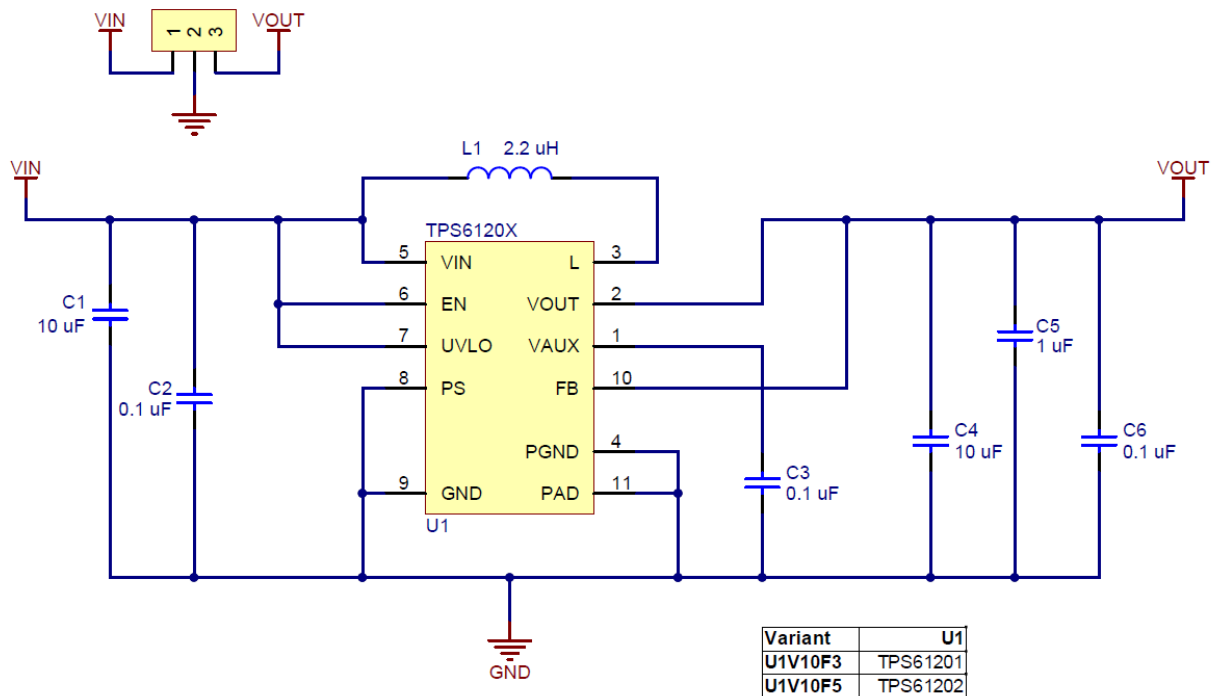 VIN
1 2 3
VOUT
L1 2.2 uH
VIN
VOUT
TPS6120X
5 VIN L 3
6 EN VOUT 2
7 UVLO VAUX 1
8 PS FB 10
PGND 4
9 GND PAD 11
U1
C1
10 uF
C2
0.1 uF
C3
0.1 uF
C4
10 uF
C5
1 uF
C6
0.1 uF
GND
Variant U1
U1V10F3 TPS61201
U1V10F5 TPS61202